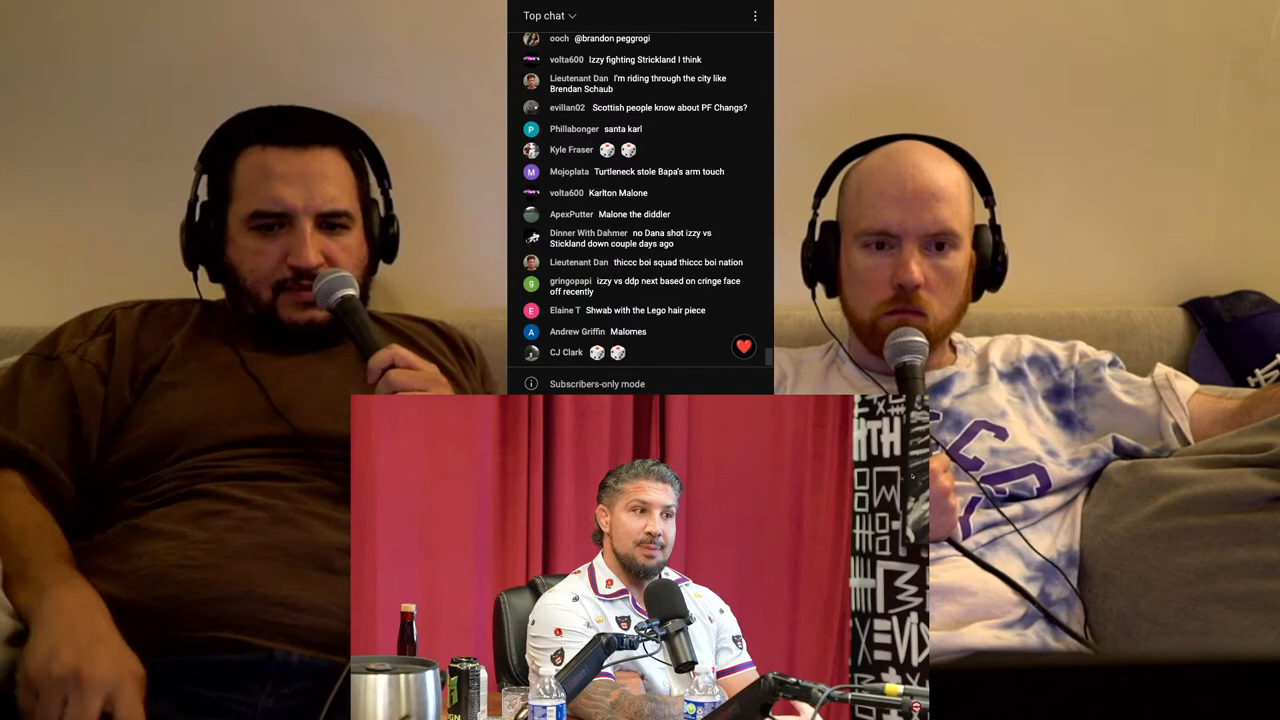 Top chat
ooch @brandon peggrogi
volta600 Izzy fighting Strickland I think
Lieutenant Dan I'm riding through the city like
Brendan Schaub
evillan02 Scottish people know about PF Changs?
P Phillabonger santa karl
Kyle Fraser
M Mojoplata Turtleneck stole Bapa's arm touch
volta600 Karlton Malone
ApexPutter Malone the diddler
Dinner With Dahmer no Dana shot izzy vs
Stickland down couple days ago
Lieutenant Dan thiccc boi squad thiccc boi nation
g gringopapi izzy vs ddp next based on cringe face
off recently
E Elaine T Shwab with the Lego hair piece
A Andrew Griffin Malomes
CJ Clark
Subscribers-only mode